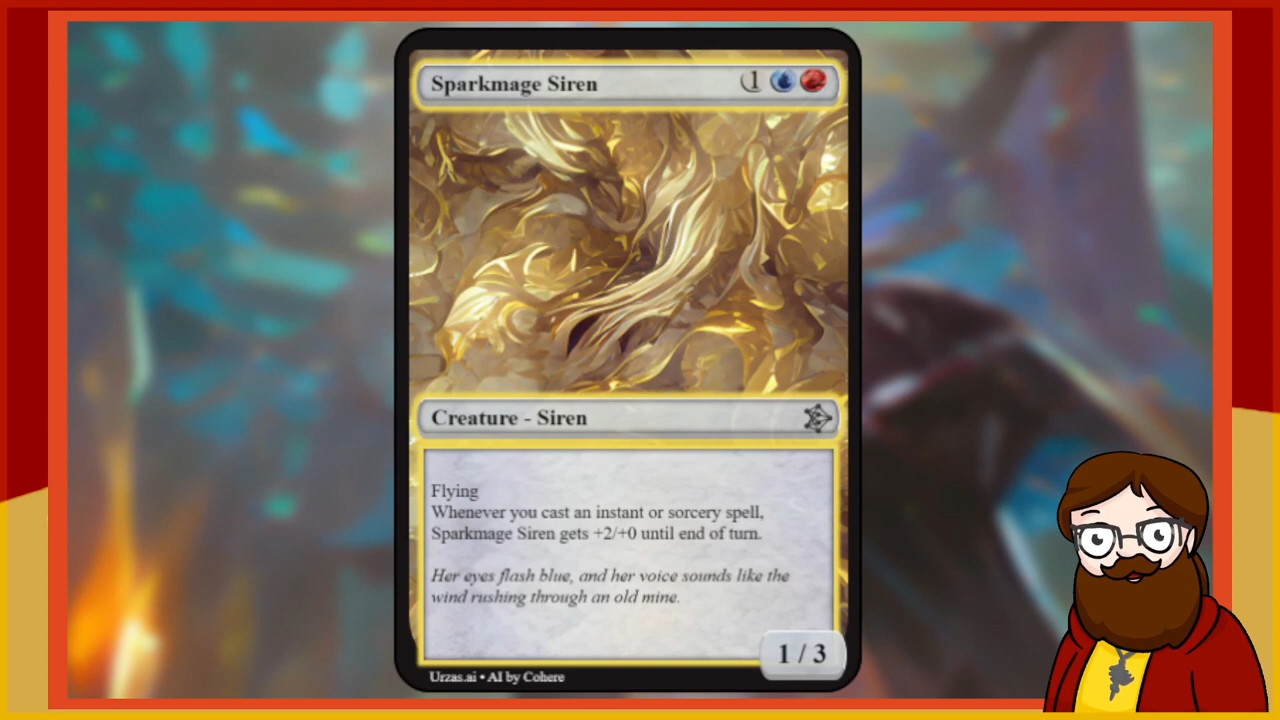 Sparkmage Siren 1
Creature - Siren
Flying
Whenever you cast an instant or sorcery spell,
Sparkmage Siren gets +2/+0 until end of turn.
Her eyes flash blue, and her voice sounds like the
wind rushing through an old mine.
1 / 3
Urzas.ai • AI by Cohere